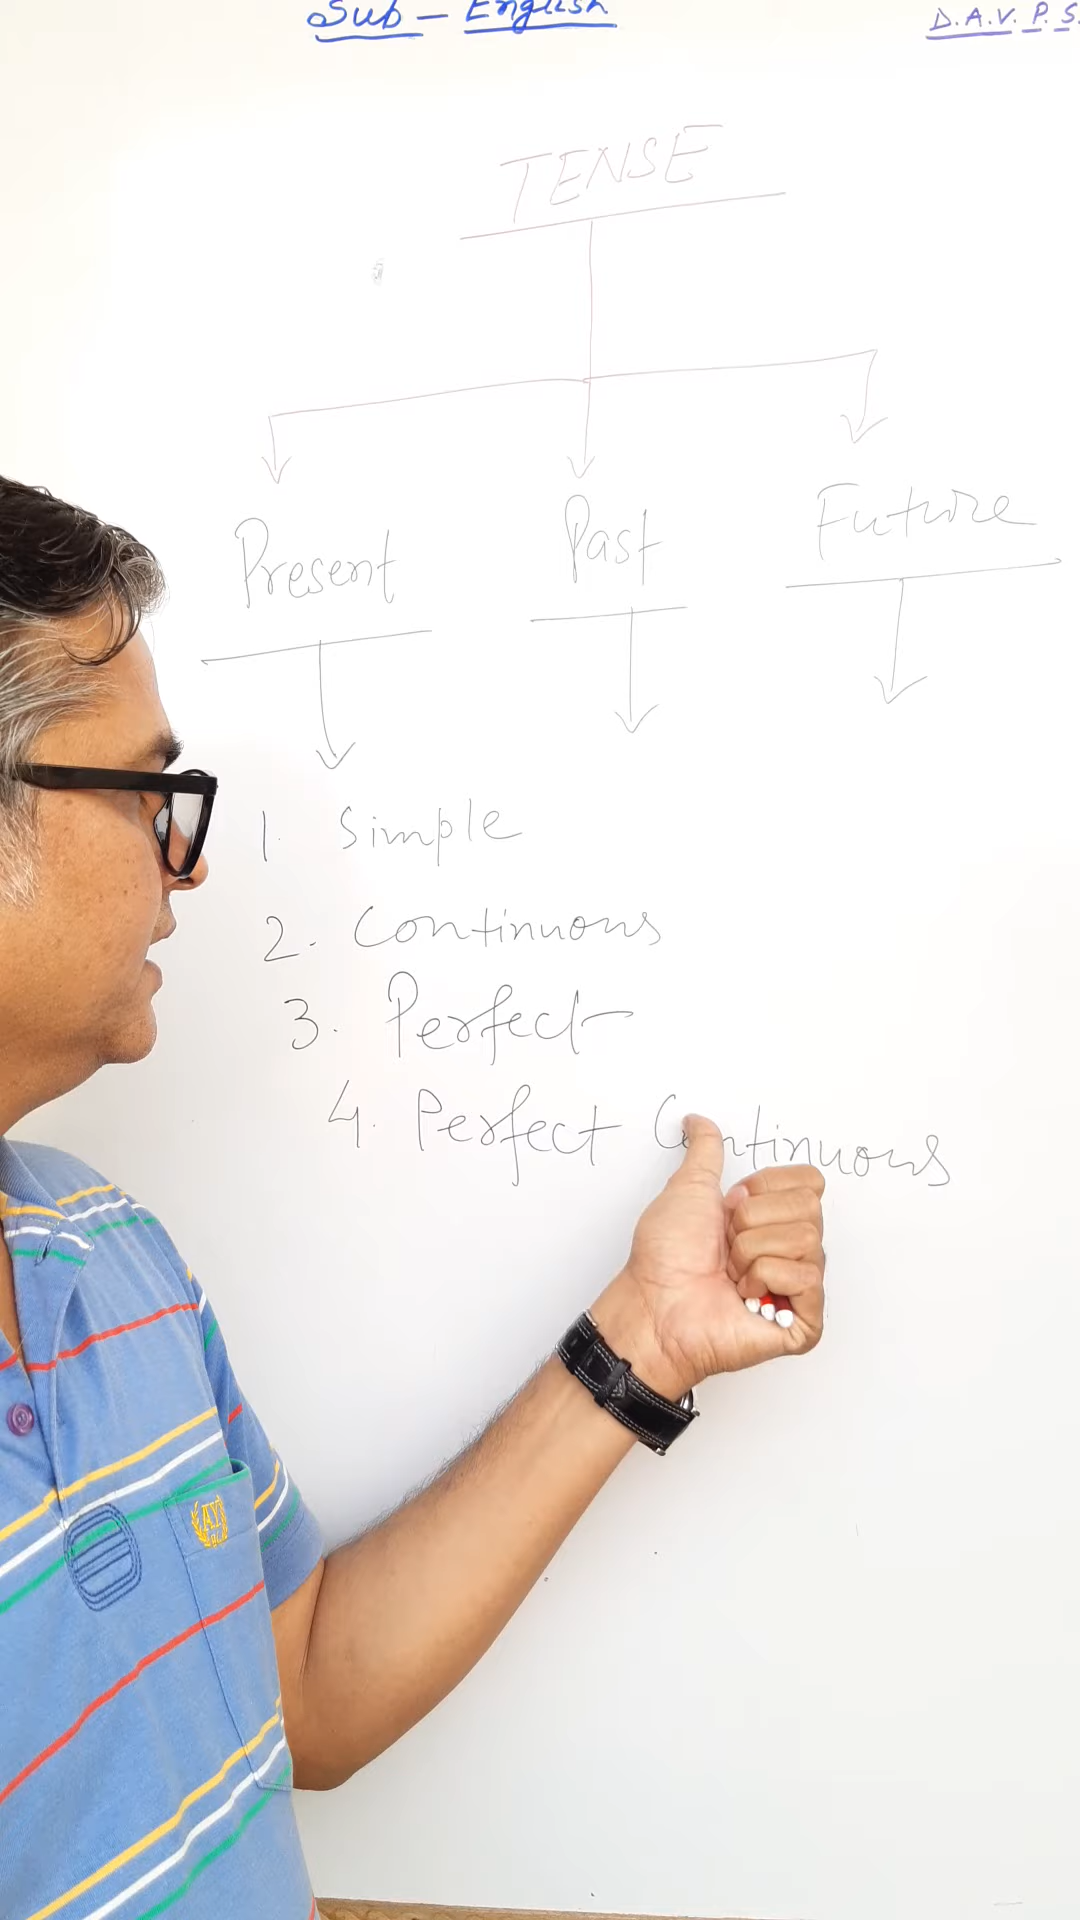 Sub - English
D.A.V. P. S.
TENSE
Present Past Future
1. Simple
2. Continuous
3. Perfect
4. Perfect Continuous